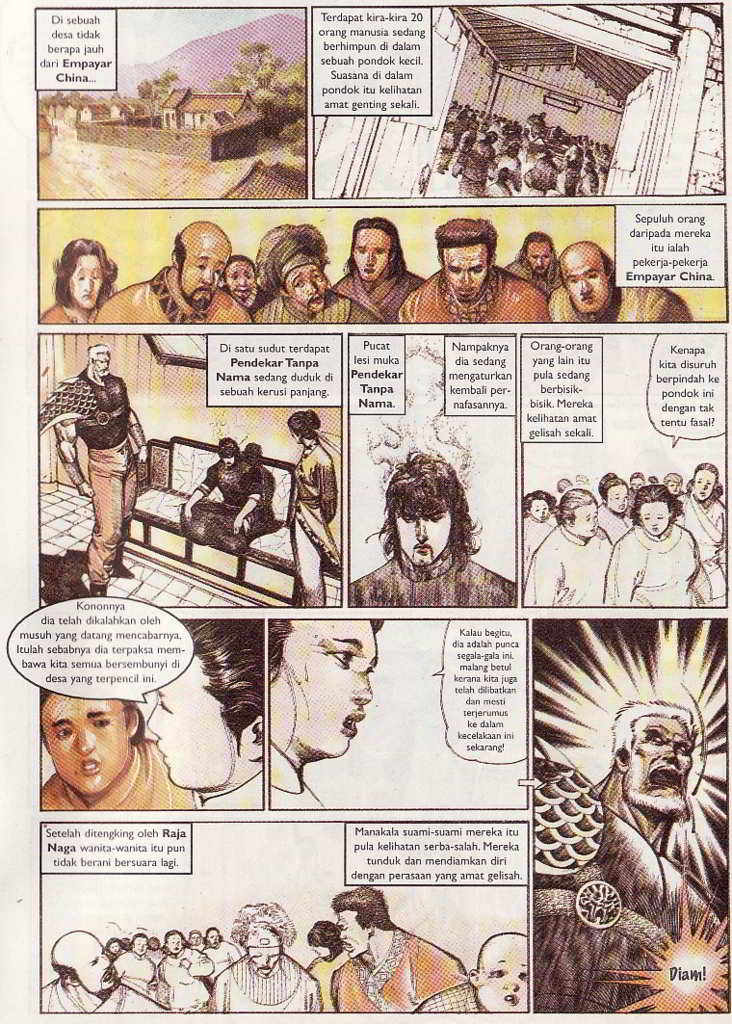 Di sebuah
desa tidak
berapa jauh
dari Empayar
China...
Terdapat kira-kira 20
orang manusia sedang
berhimpun di dalam
sebuah pondok kecil.
Suasana di dalam
pondok itu kelihatan
amat genting sekali.
Sepuluh orang
daripada mereka
itu ialah
pekerja-pekerja
Empayar China.
Di satu sudut terdapat
Pendekar Tanpa
Nama sedang duduk di
sebuah kerusi panjang.
Pucat
lesi muka
Pendekar
Tanpa
Nama.
Nampaknya
dia sedang
mengaturkan
kembali per-
nafasannya.
Orang-orang
yang lain itu
pula sedang
berbisik-
bisik. Mereka
kelihatan amat
gelisah sekali.
Kenapa
kita disuruh
berpindah ke
pondok ini
dengan tak
tentu fasal?
Kononnya
dia telah dikalahkan oleh
musuh yang datang mencabarnya.
Itulah sebabnya dia terpaksa mem-
bawa kita semua bersembunyi di
desa yang terpencil ini.
Kalau begitu,
dia adalah punca
segala-gala ini.
malang betul
kerana kita juga
telah dilibatkan
dan mesti
terjerumus
ke dalam
kecelakaan ini
sekarang!
Diam!
Setelah ditengking oleh Raja
Naga wanita-wanita itu pun
tidak berani bersuara lagi.
Manakala suami-suami mereka itu
pula kelihatan serba-salah. Mereka
tunduk dan mendiamkan diri
dengan perasaan yang amat gelisah.